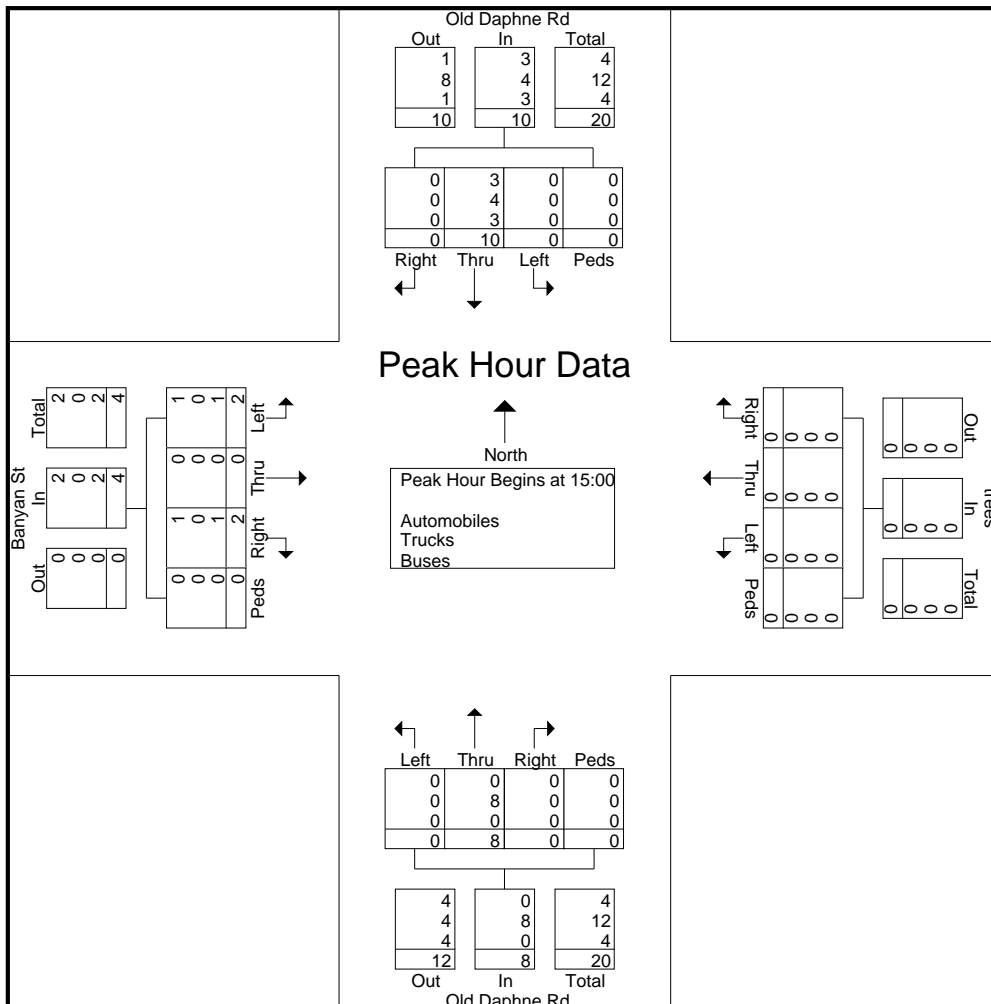 Old Daphne Rd
Out In Total
1 3 4
8 4 12
1 3 4
10 10 20
0 3 0 0
0 4 0 0
0 3 0 0
0 10 0 0
Right Thru Left Peds
Peak Hour Data
Banyan St
Out In Total
0 2 2
0 0 0
0 2 2
0 4 4
0 1 0 1
0 0 0 0
0 1 0 1
0 2 0 2
Peds Right Thru Left
North
Peak Hour Begins at 15:00
Automobiles
Trucks
Buses
Trees
Out In Total
0 0 0
0 0 0
0 0 0
0 0 0
0 0 0 0
0 0 0 0
0 0 0 0
0 0 0 0
Right Thru Left Peds
Left Thru Right Peds
0 0 0 0
0 8 0 0
0 0 0 0
0 8 0 0
4 0 4
4 8 12
4 0 4
12 8 20
Out In Total
Old Daphne Rd